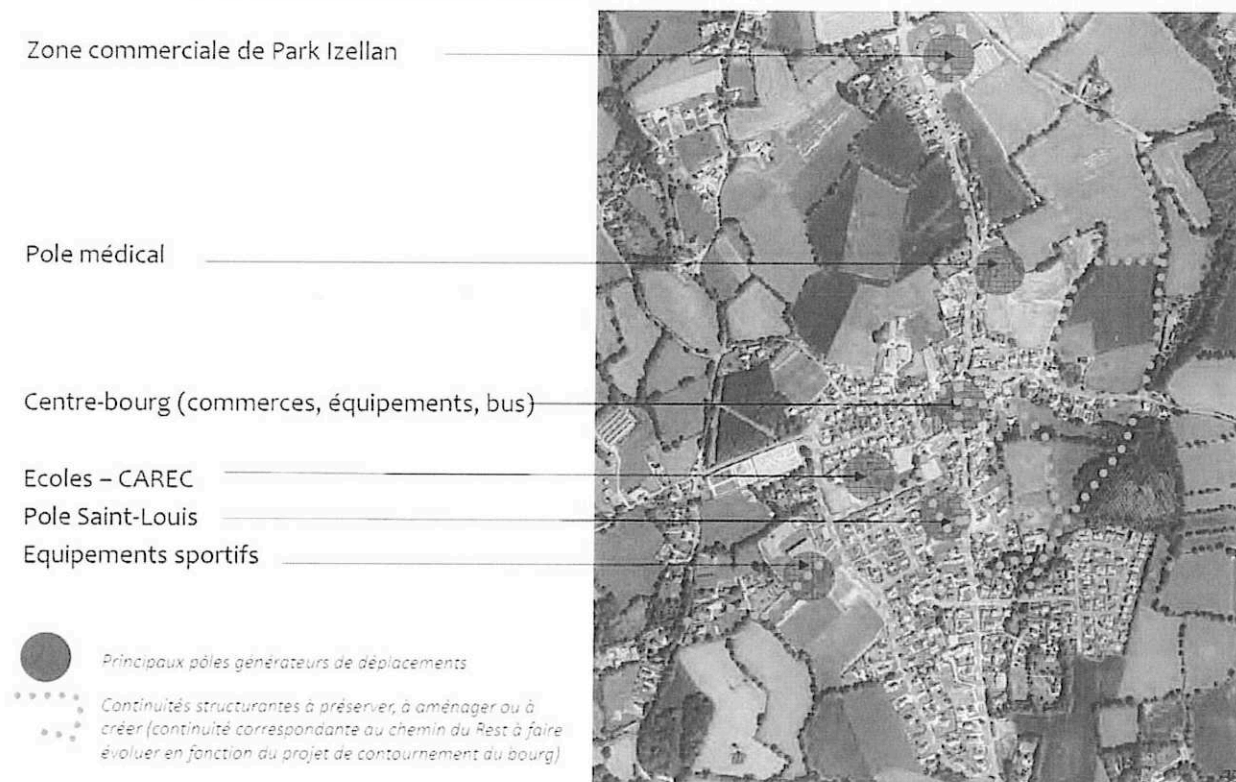 Zone commerciale de Park Izellan
Pole médical
Centre-bourg (commerces, équipements, bus)
Ecoles – CAREC
Pole Saint-Louis
Equipements sportifs
Principaux pôles générateurs de déplacements
Continuités structurantes à préserver, à aménager ou à
créer (continuité correspondante au chemin du Rest à faire
évoluer en fonction du projet de contournement du bourg)